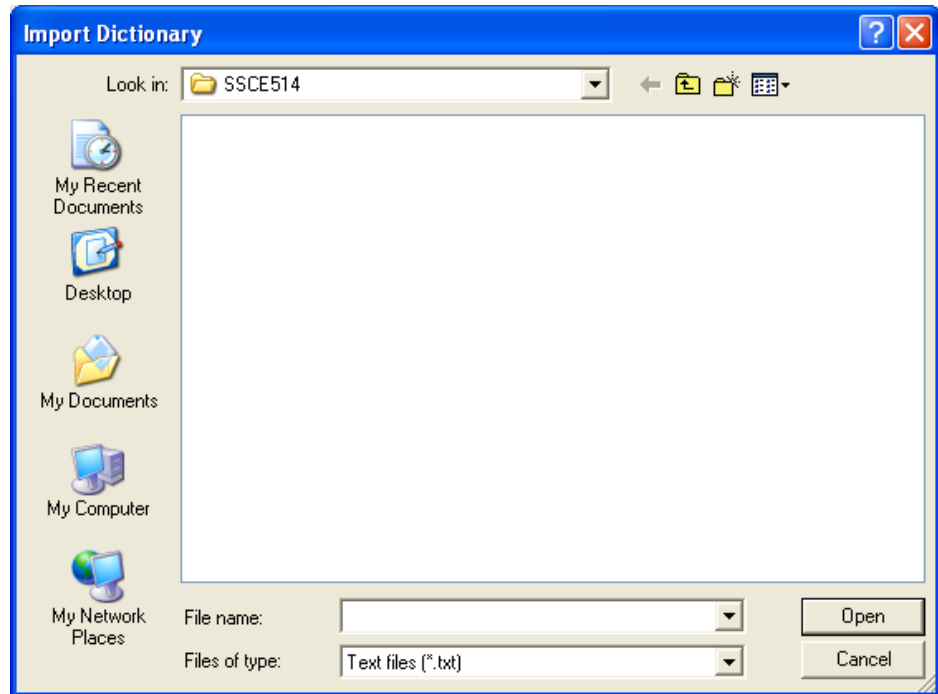 Import Dictionary
Look in:
SSCE514
My Recent
Documents
Desktop
My Documents
My Computer
My Network
Places
File name:
Open
Files of type:
Text files (*.txt)
Cancel